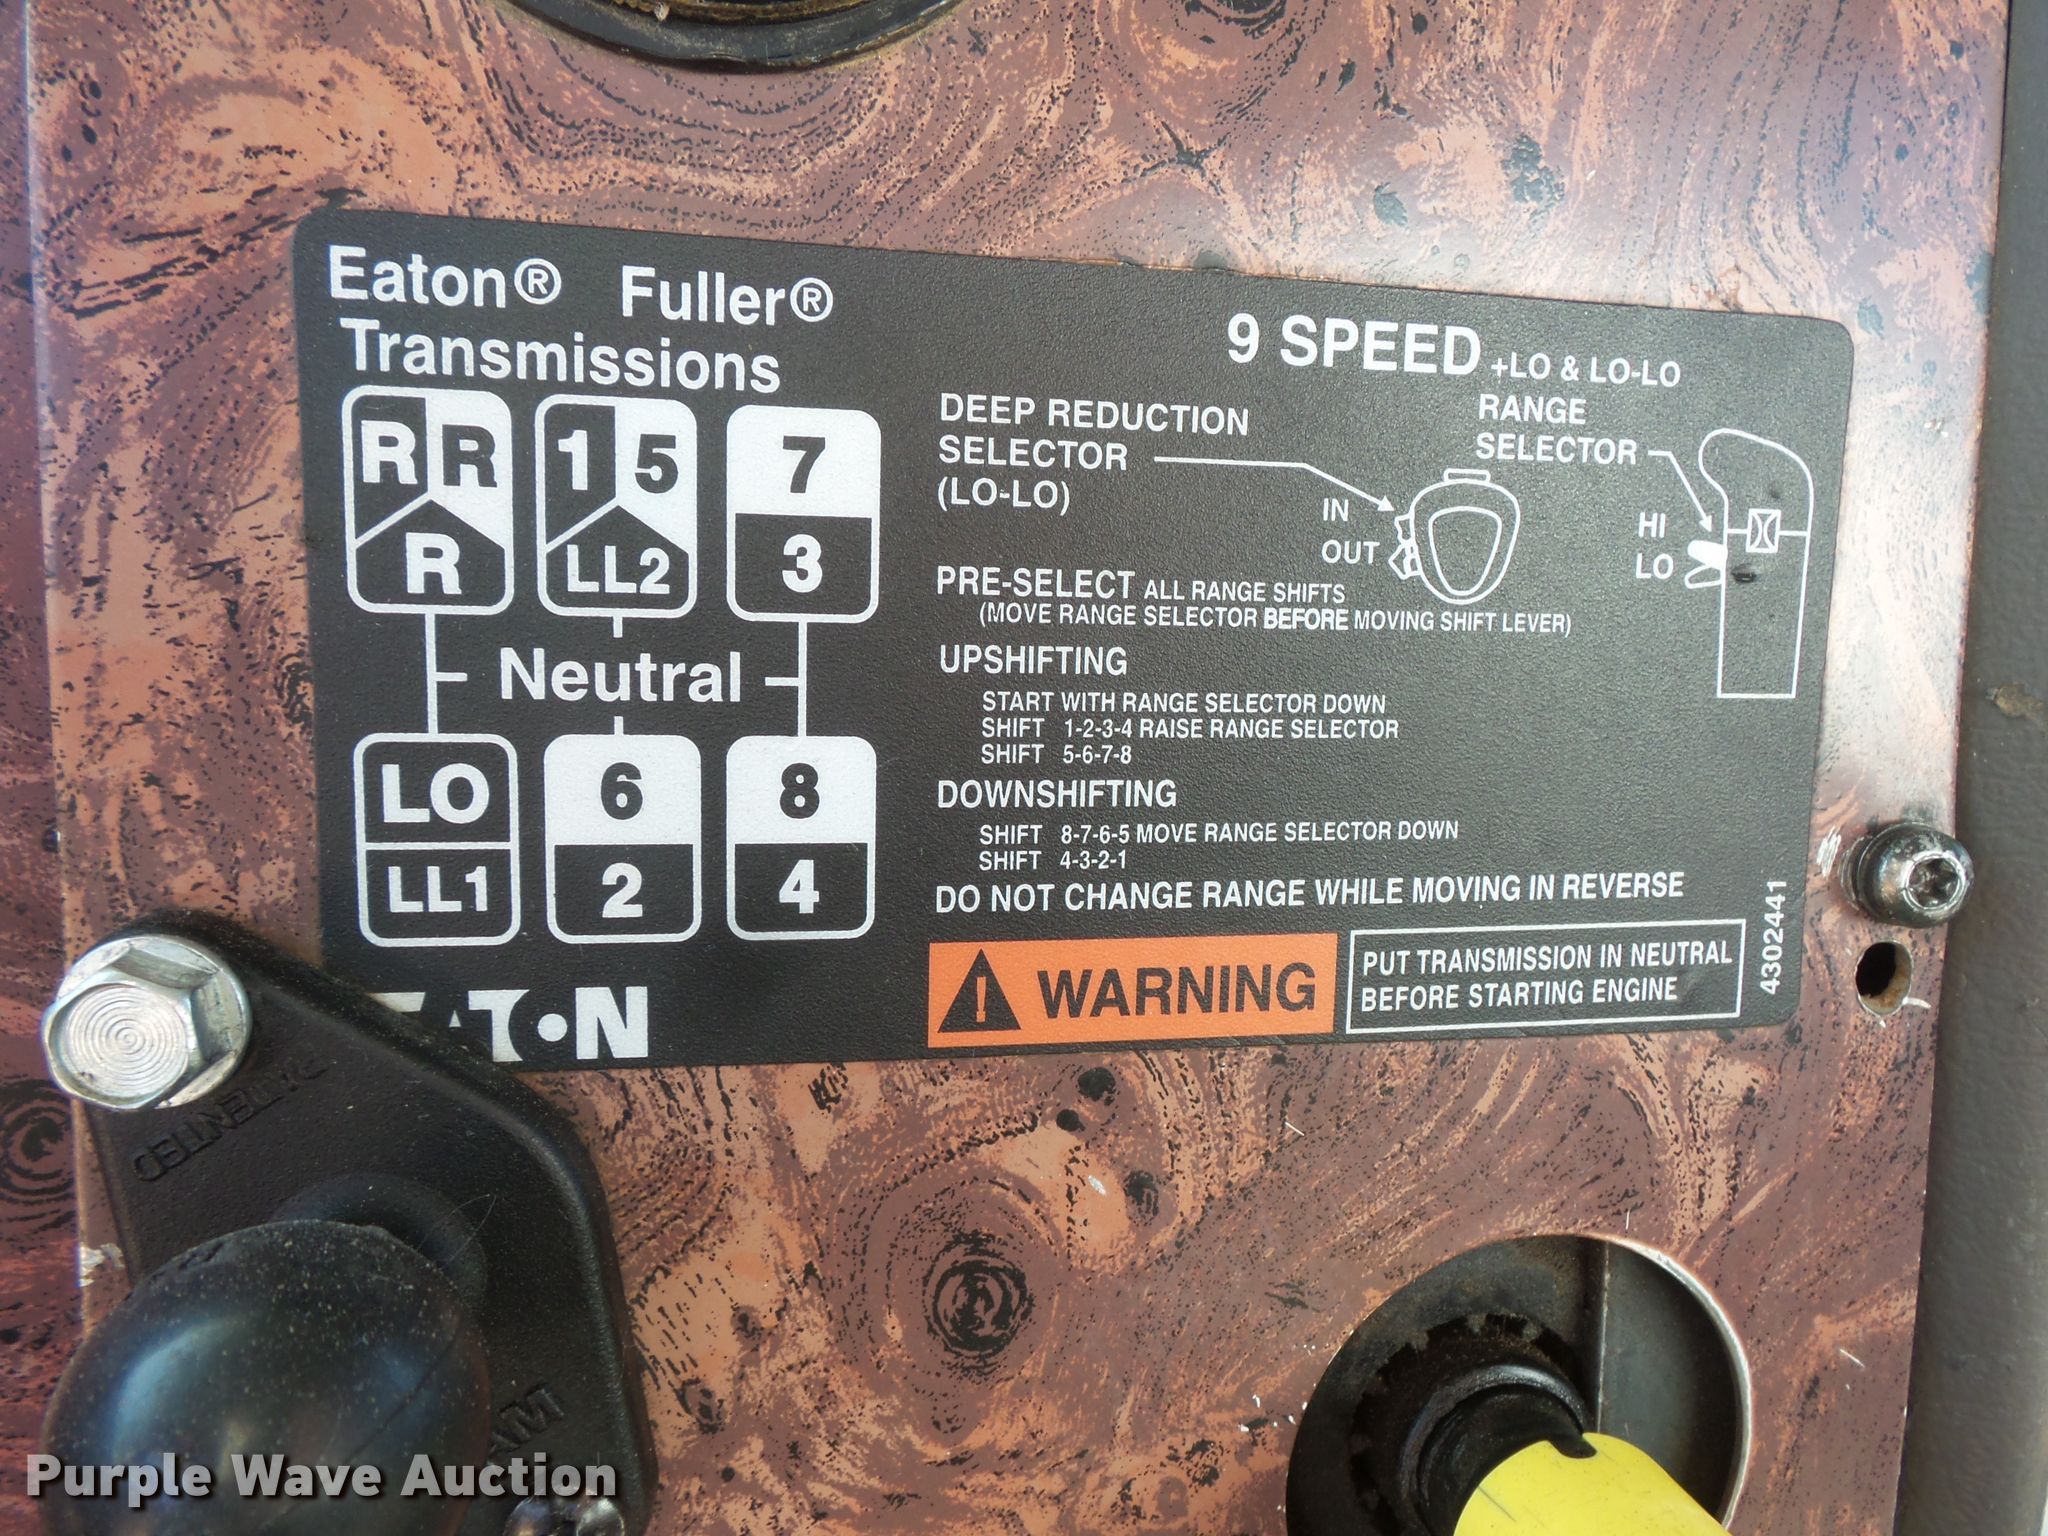 Eaton® Fuller®
Transmissions
9 SPEED +LO & LO-LO
R R
R
1 5
LL2
7
3
Neutral
LO
LL1
6
2
8
4
DEEP REDUCTION
SELECTOR
(LO-LO)
IN
OUT
RANGE
SELECTOR
HI
LO
PRE-SELECT ALL RANGE SHIFTS
(MOVE RANGE SELECTOR BEFORE MOVING SHIFT LEVER)
UPSHIFTING
START WITH RANGE SELECTOR DOWN
SHIFT 1-2-3-4 RAISE RANGE SELECTOR
SHIFT 5-6-7-8
DOWNSHIFTING
SHIFT 8-7-6-5 MOVE RANGE SELECTOR DOWN
SHIFT 4-3-2-1
DO NOT CHANGE RANGE WHILE MOVING IN REVERSE
WARNING
PUT TRANSMISSION IN NEUTRAL
BEFORE STARTING ENGINE
4302441
EATON
PATENTED
Purple Wave Auction